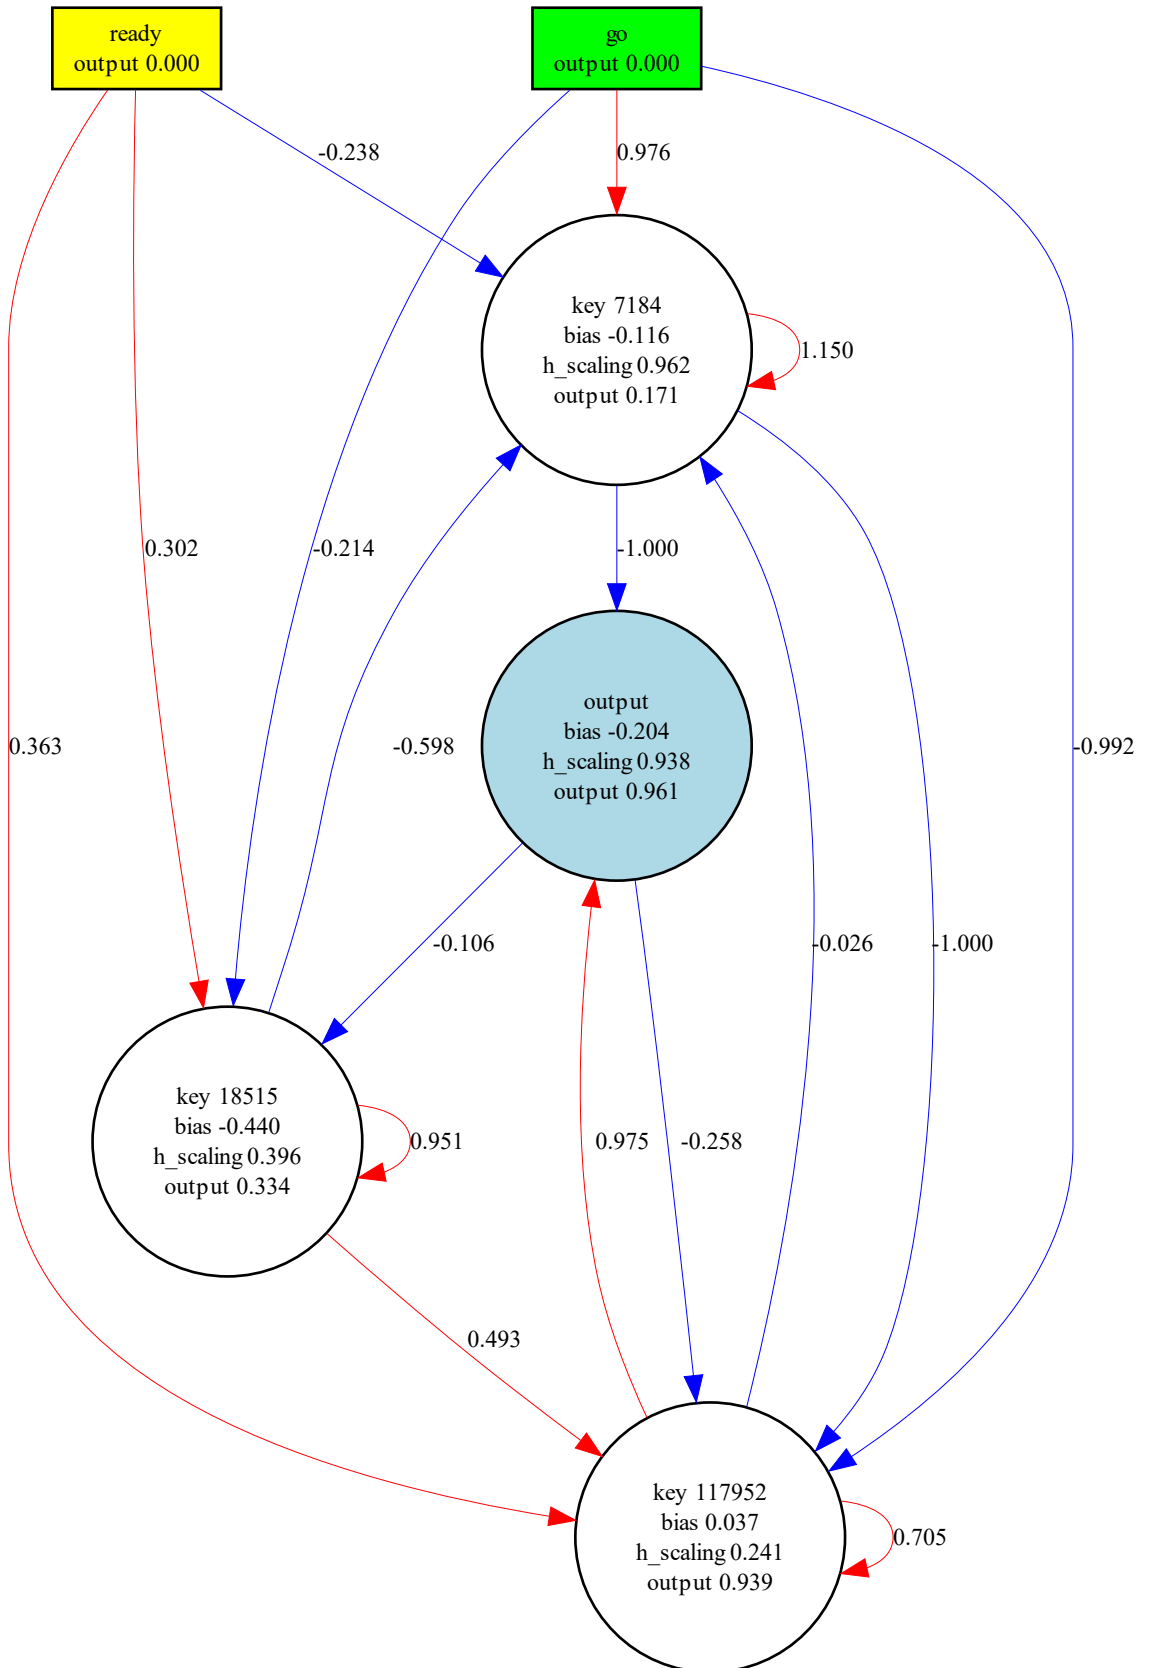 ready
output 0.000
go
output 0.000
-0.238
0.976
key 7184
bias -0.116
h_scaling 0.962
output 0.171
1.150
0.302
-0.214
-1.000
output
bias -0.204
h_scaling 0.938
output 0.961
0.363
-0.598
-0.992
-0.106
-0.026
-1.000
key 18515
bias -0.440
h_scaling 0.396
output 0.334
0.951
0.975
-0.258
0.493
key 117952
bias 0.037
h_scaling 0.241
output 0.939
0.705